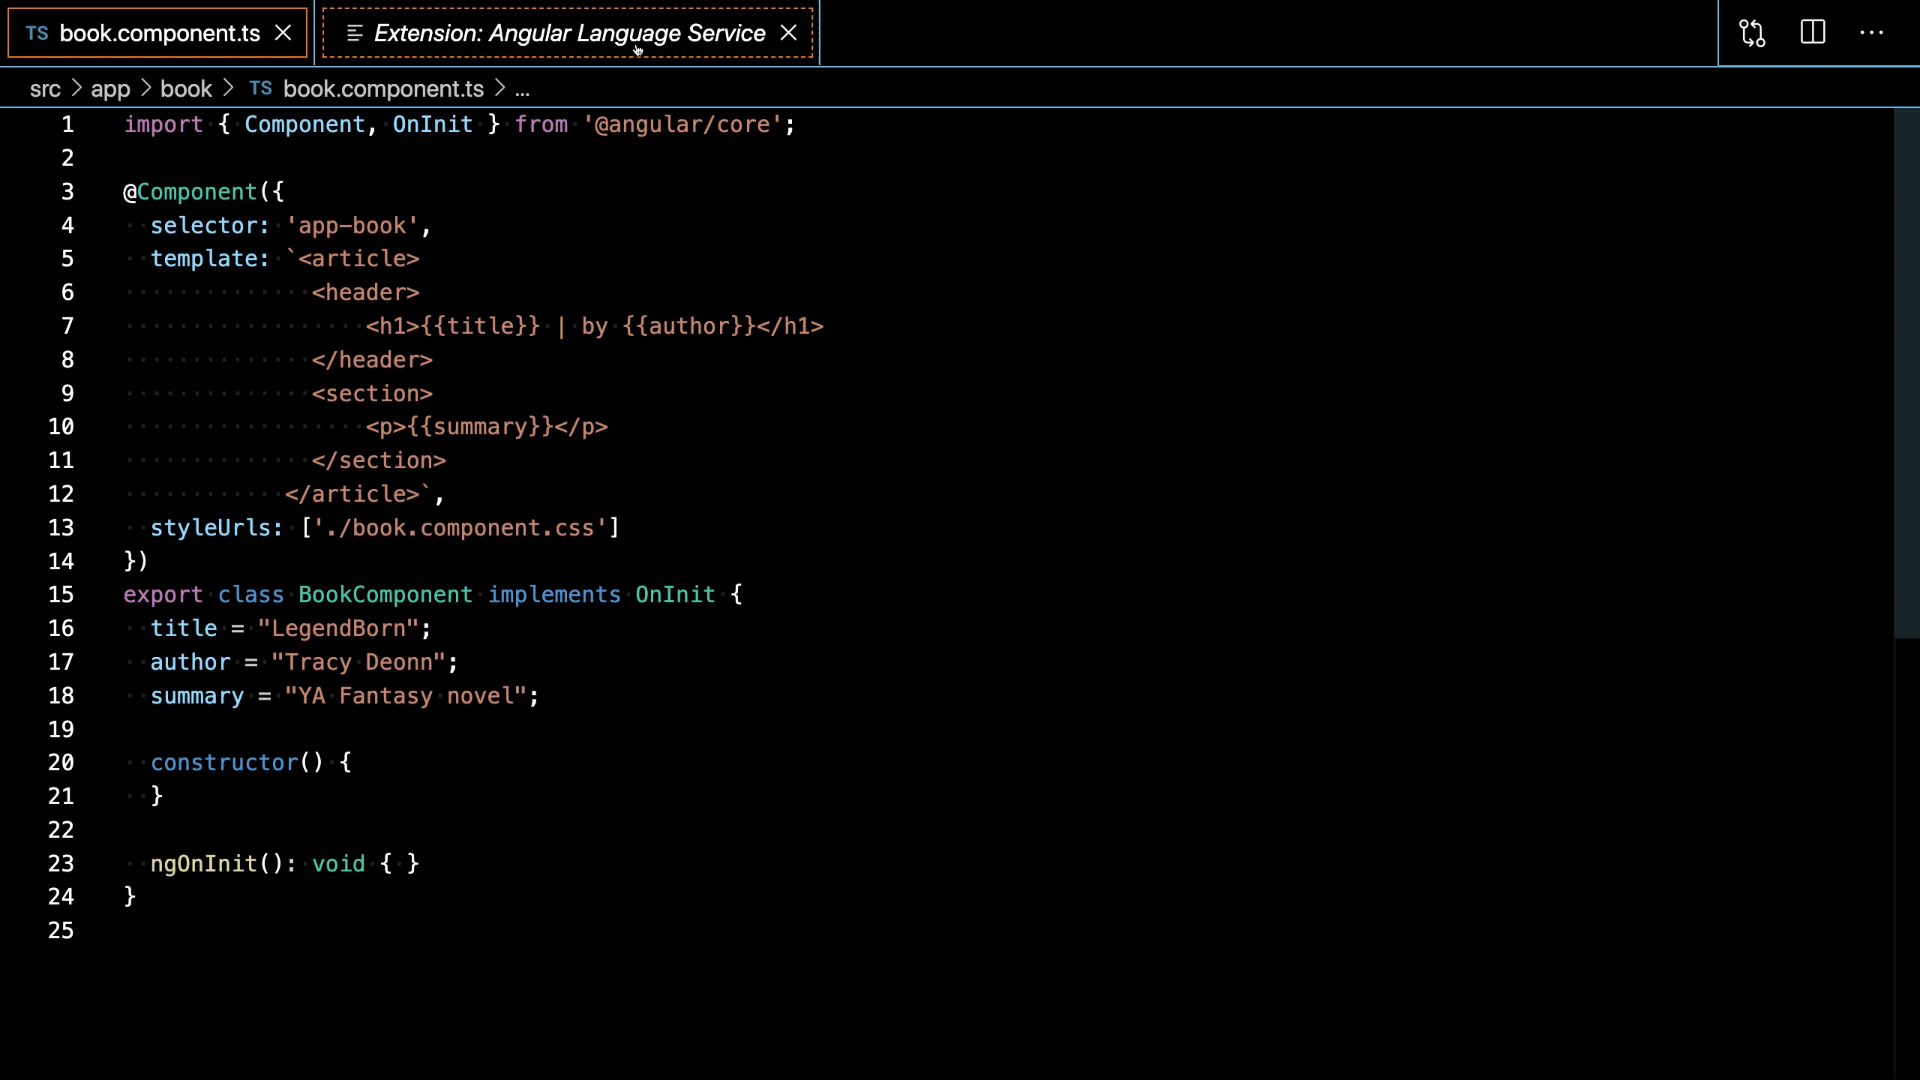 TS book.component.ts
Extension: Angular Language Service
src > app > book > TS book.component.ts > ...
1 import { Component, OnInit } from '@angular/core';
2
3 @Component({
4   selector: 'app-book',
5   template: `<article>
6               <header>
7                   <h1>{{title}} | by {{author}}</h1>
8               </header>
9               <section>
10                   <p>{{summary}}</p>
11               </section>
12             </article>`,
13   styleUrls: ['./book.component.css']
14 })
15 export class BookComponent implements OnInit {
16   title = "LegendBorn";
17   author = "Tracy Deonn";
18   summary = "YA Fantasy novel";
19
20   constructor() {
21   }
22
23   ngOnInit(): void { }
24 }
25